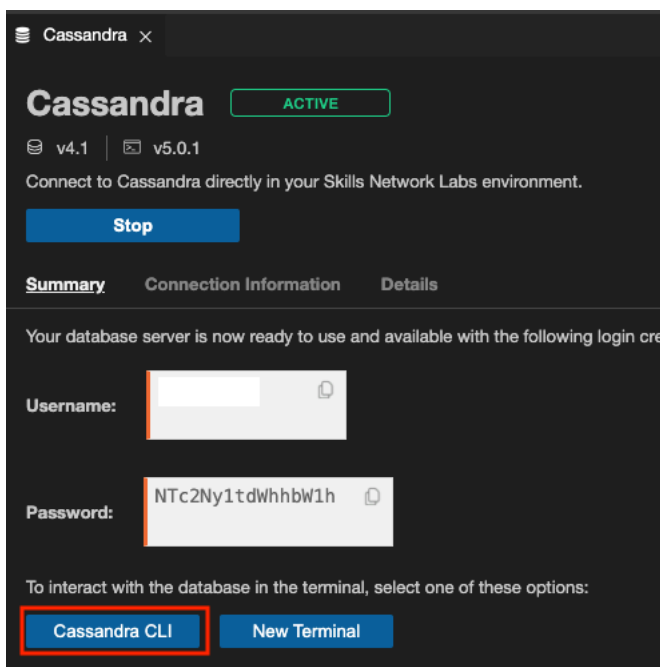 Cassandra
Cassandra ACTIVE
v4.1 v5.0.1
Connect to Cassandra directly in your Skills Network Labs environment.
Stop
Summary Connection Information Details
Your database server is now ready to use and available with the following login cre
Username:
NTc2Ny1tdWhhbW1h
Password:
To interact with the database in the terminal, select one of these options:
Cassandra CLI New Terminal